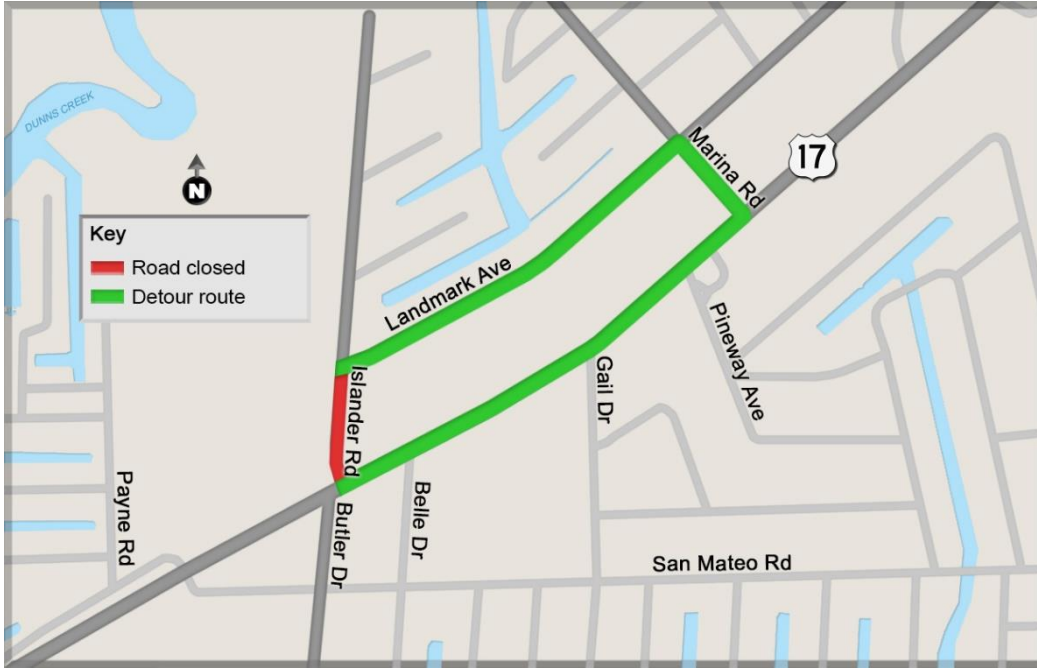 DUNNS CREEK
N
Marina Rd
17
Key
Road closed
Detour route
Landmark Ave
Islander Rd
Pineway Ave
Gail Dr
Payne Rd
Belle Dr
Butler Dr
San Mateo Rd